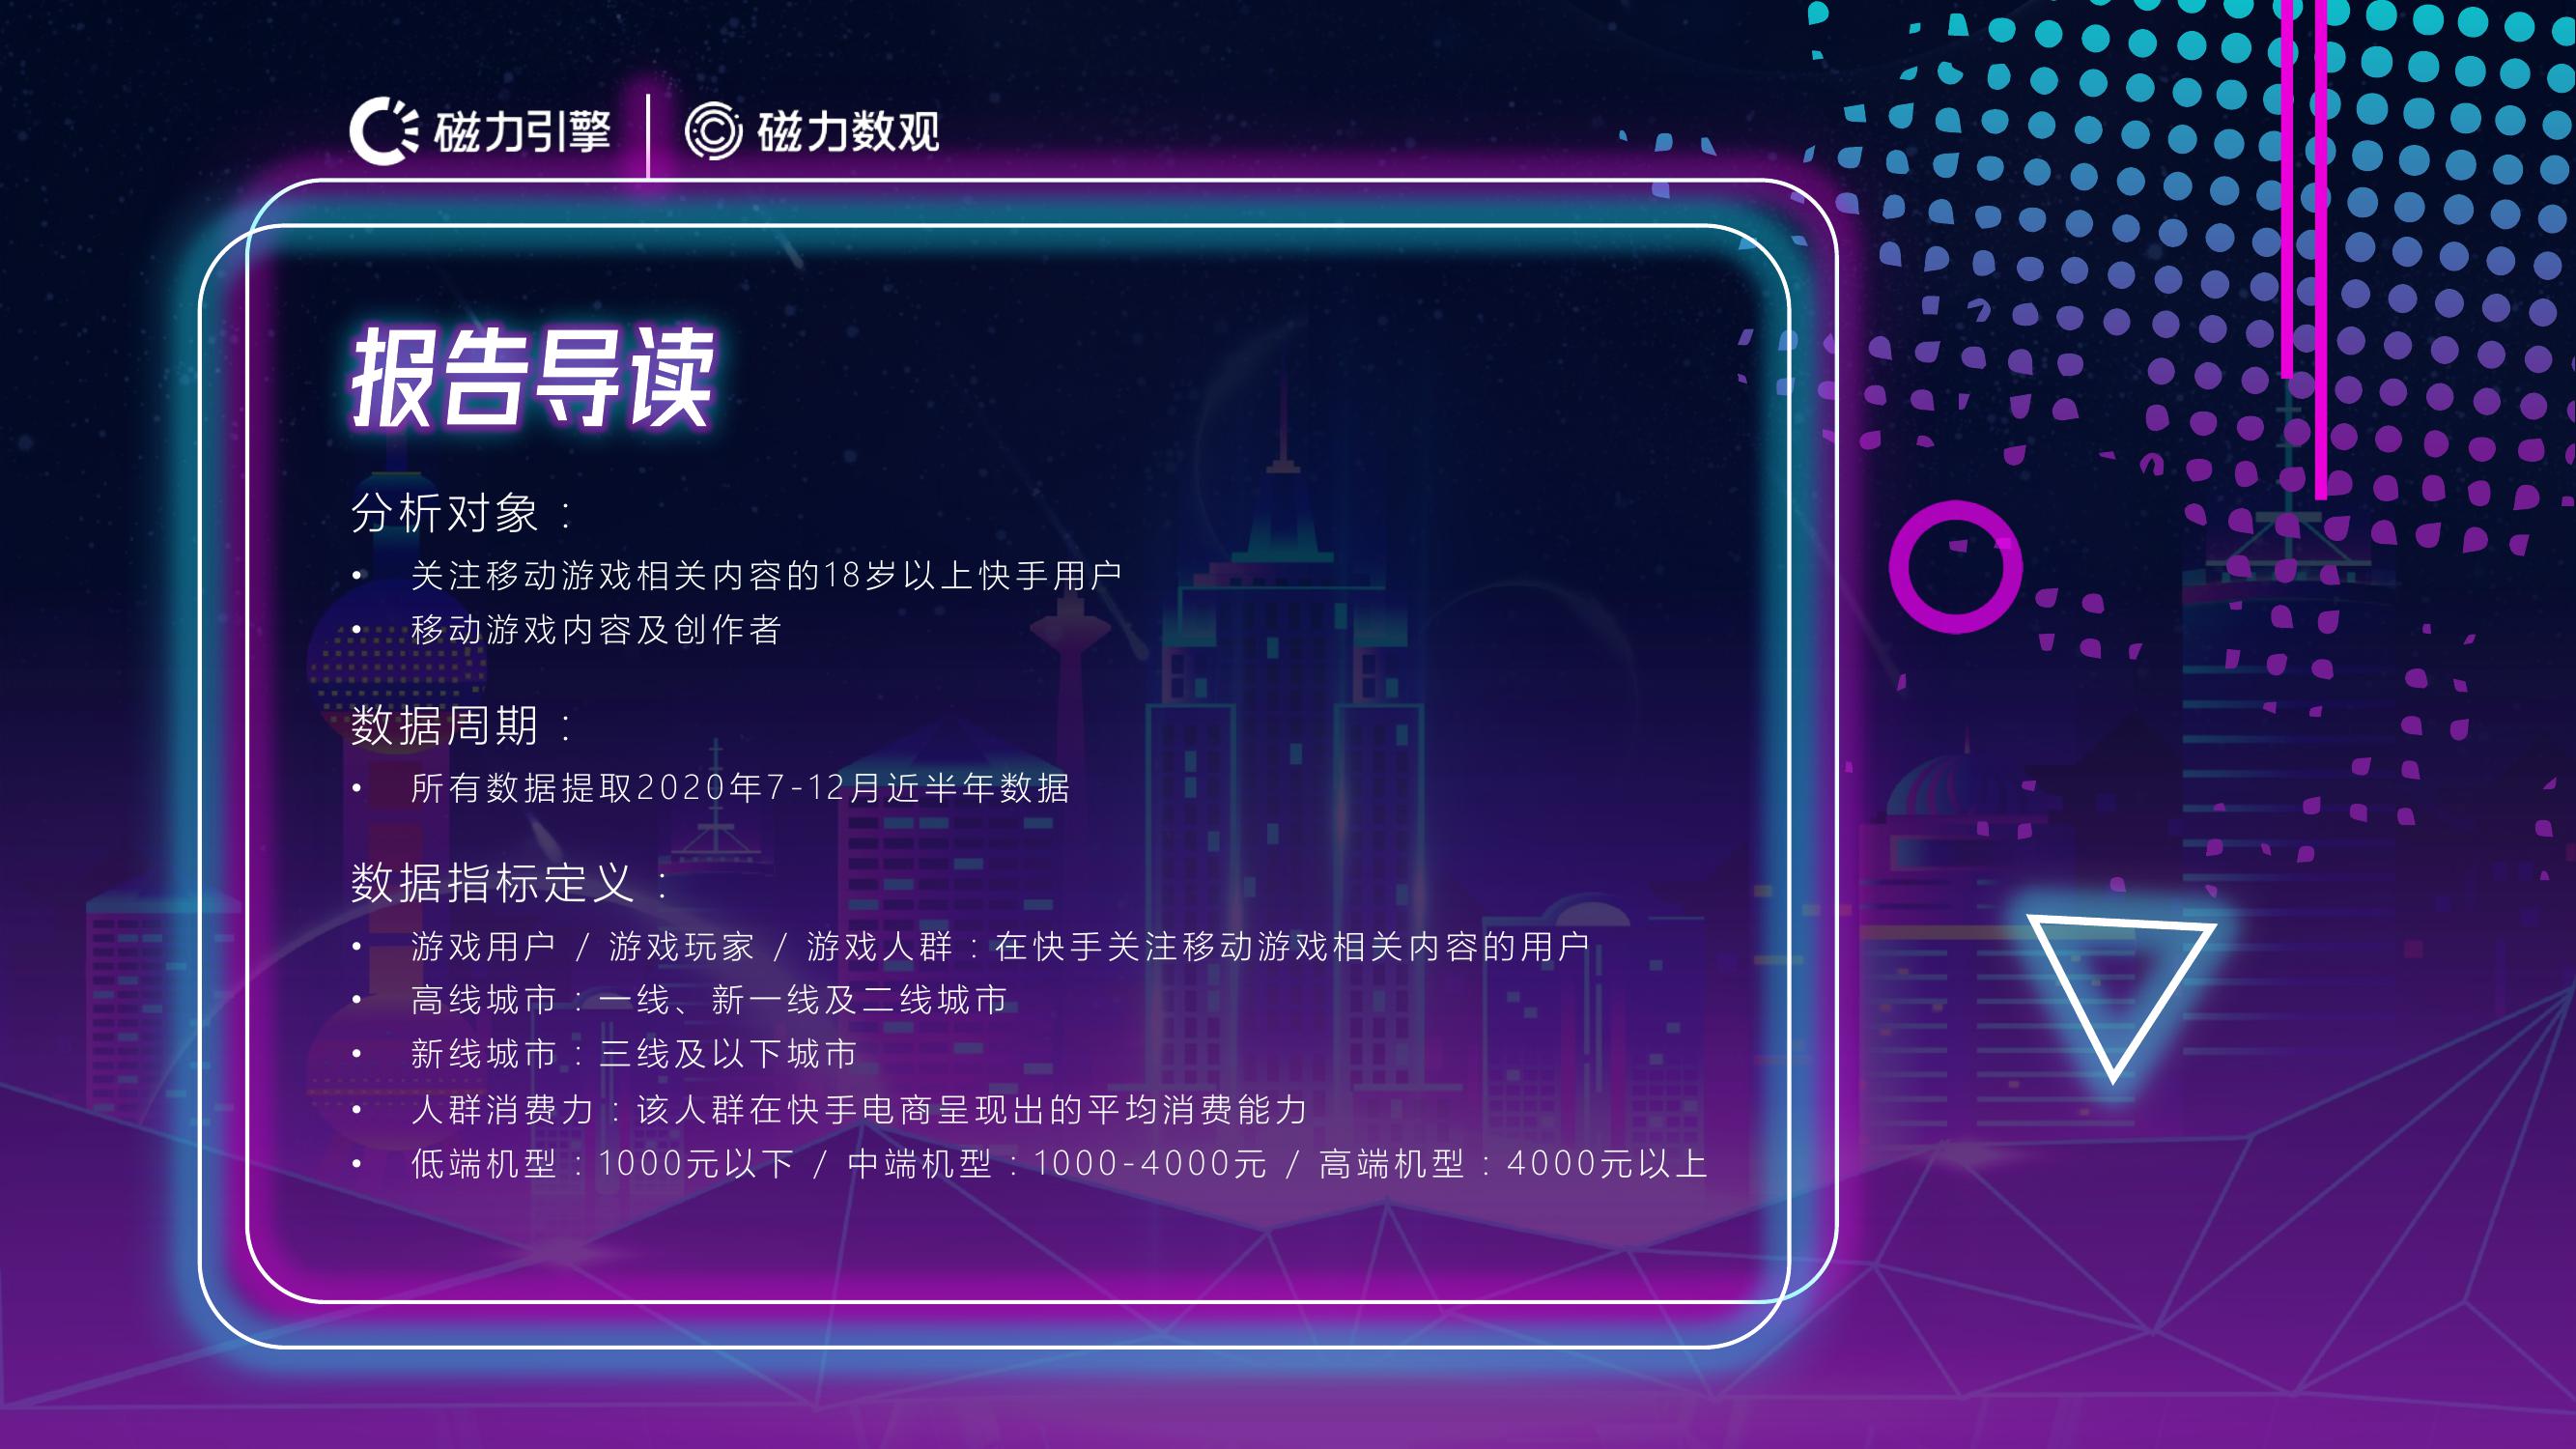 磁力引擎 磁力数观
报告导读
分析对象：
• 关注移动游戏相关内容的18岁以上快手用户
• 移动游戏内容及创作者
数据周期：
• 所有数据提取2020年7-12月近半年数据
数据指标定义：
• 游戏用户 / 游戏玩家 / 游戏人群：在快手关注移动游戏相关内容的用户
• 高线城市：一线、新一线及二线城市
• 新线城市：三线及以下城市
• 人群消费力：该人群在快手电商呈现出的平均消费能力
• 低端机型：1000元以下 / 中端机型：1000-4000元 / 高端机型：4000元以上